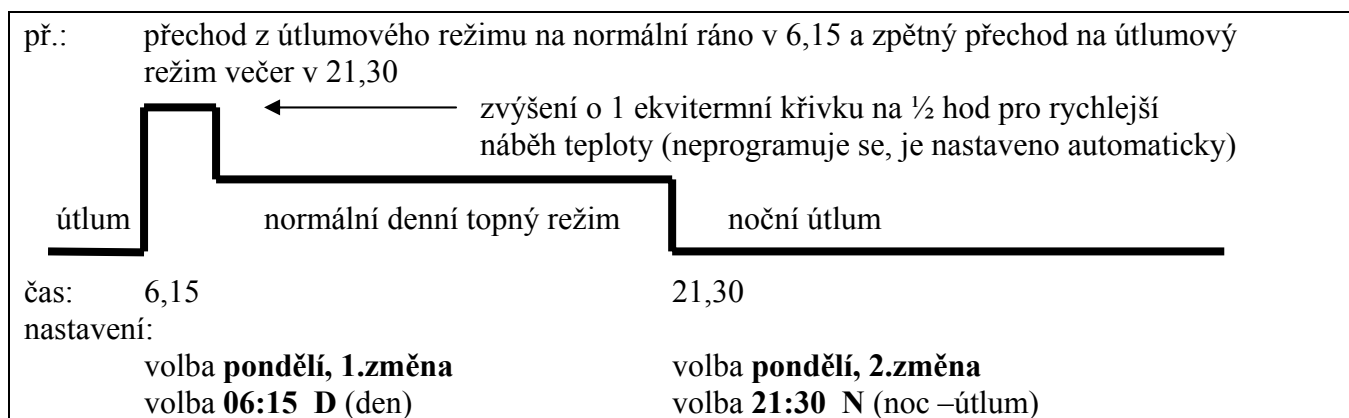 př.: přechod z útlumového režimu na normální ráno v 6,15 a zpětný přechod na útlumový
režim večer v 21,30
zvýšení o 1 ekvitermní křivku na ½ hod pro rychlejší
náběh teploty (neprogramuje se, je nastaveno automaticky)
útlum normální denní topný režim noční útlum
čas: 6,15 21,30
nastavení:
volba pondělí, 1.změna volba pondělí, 2.změna
volba 06:15 D (den) volba 21:30 N (noc –útlum)